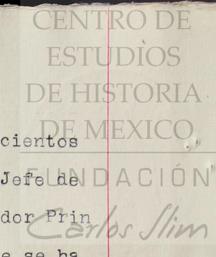 CENTRO DE
ESTUDIOS
DE HISTORIA
DE MEXICO
cientos
FUNDACIÓN
Jefe de
dor Prin
Carlos Slim
e se ha